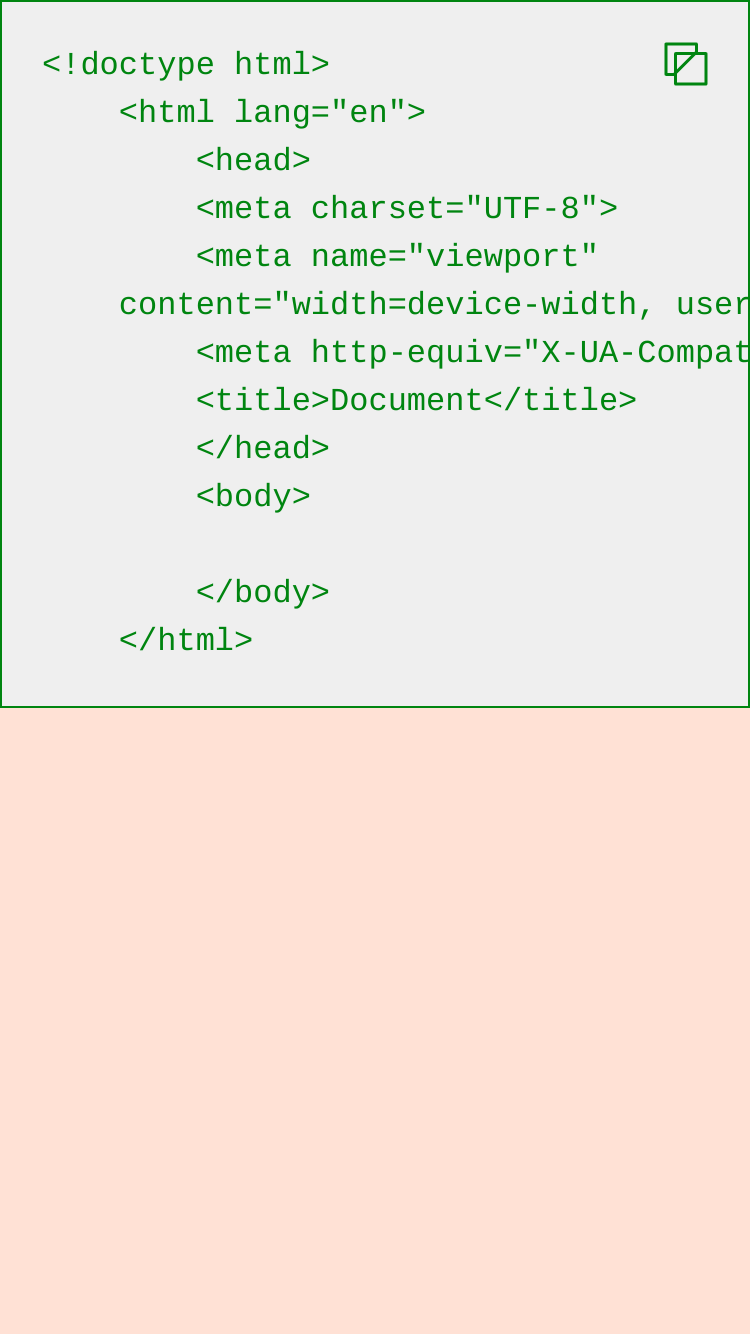 <!doctype html>
<html lang="en">
<head>
<meta charset="UTF-8">
<meta name="viewport"
content="width=device-width, user
<meta http-equiv="X-UA-Compat
<title>Document</title>
</head>
<body>
</body>
</html>